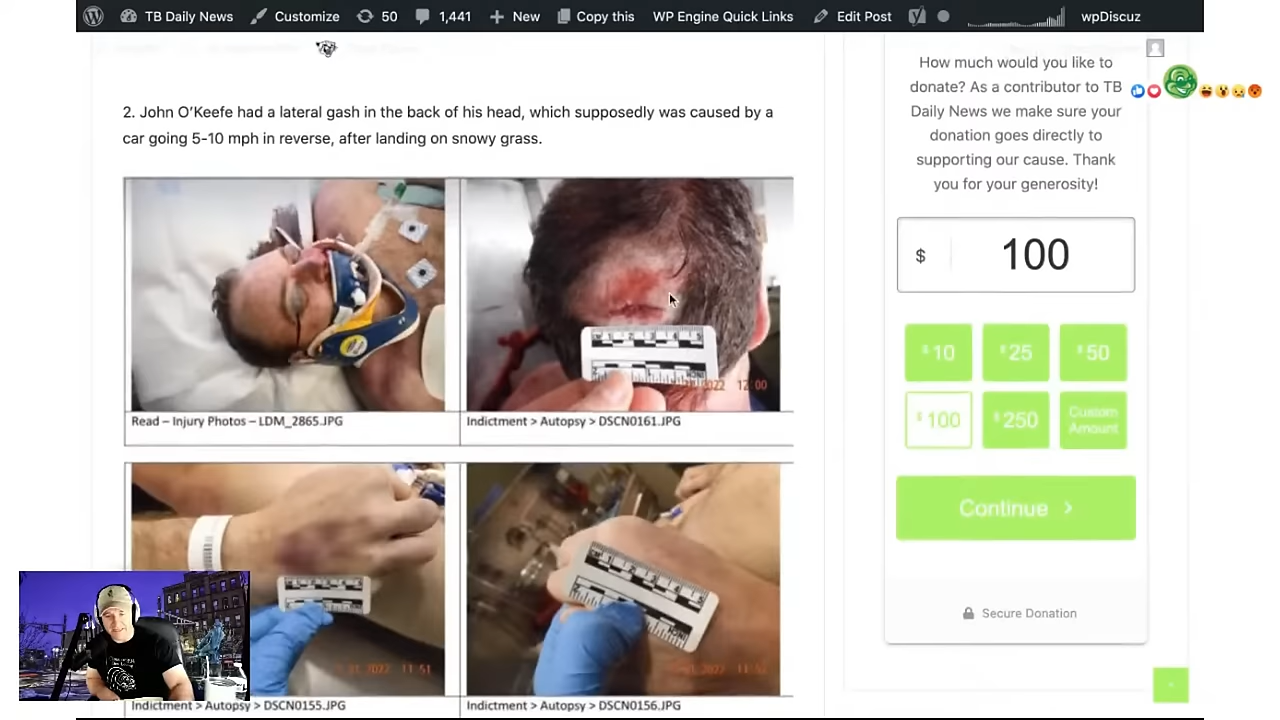 TB Daily News Customize 50 1,441 New Copy this WP Engine Quick Links Edit Post wpDiscuz
2. John O’Keefe had a lateral gash in the back of his head, which supposedly was caused by a
car going 5-10 mph in reverse, after landing on snowy grass.
Read – Injury Photos – LDM_2865.JPG
Indictment > Autopsy > DSCN0161.JPG
Indictment > Autopsy > DSCN0155.JPG
Indictment > Autopsy > DSCN0156.JPG
How much would you like to
donate? As a contributor to TB
Daily News we make sure your
donation goes directly to
supporting our cause. Thank
you for your generosity!
$ 100
$10 $25 $50
$100 $250 Custom
Amount
Continue
Secure Donation